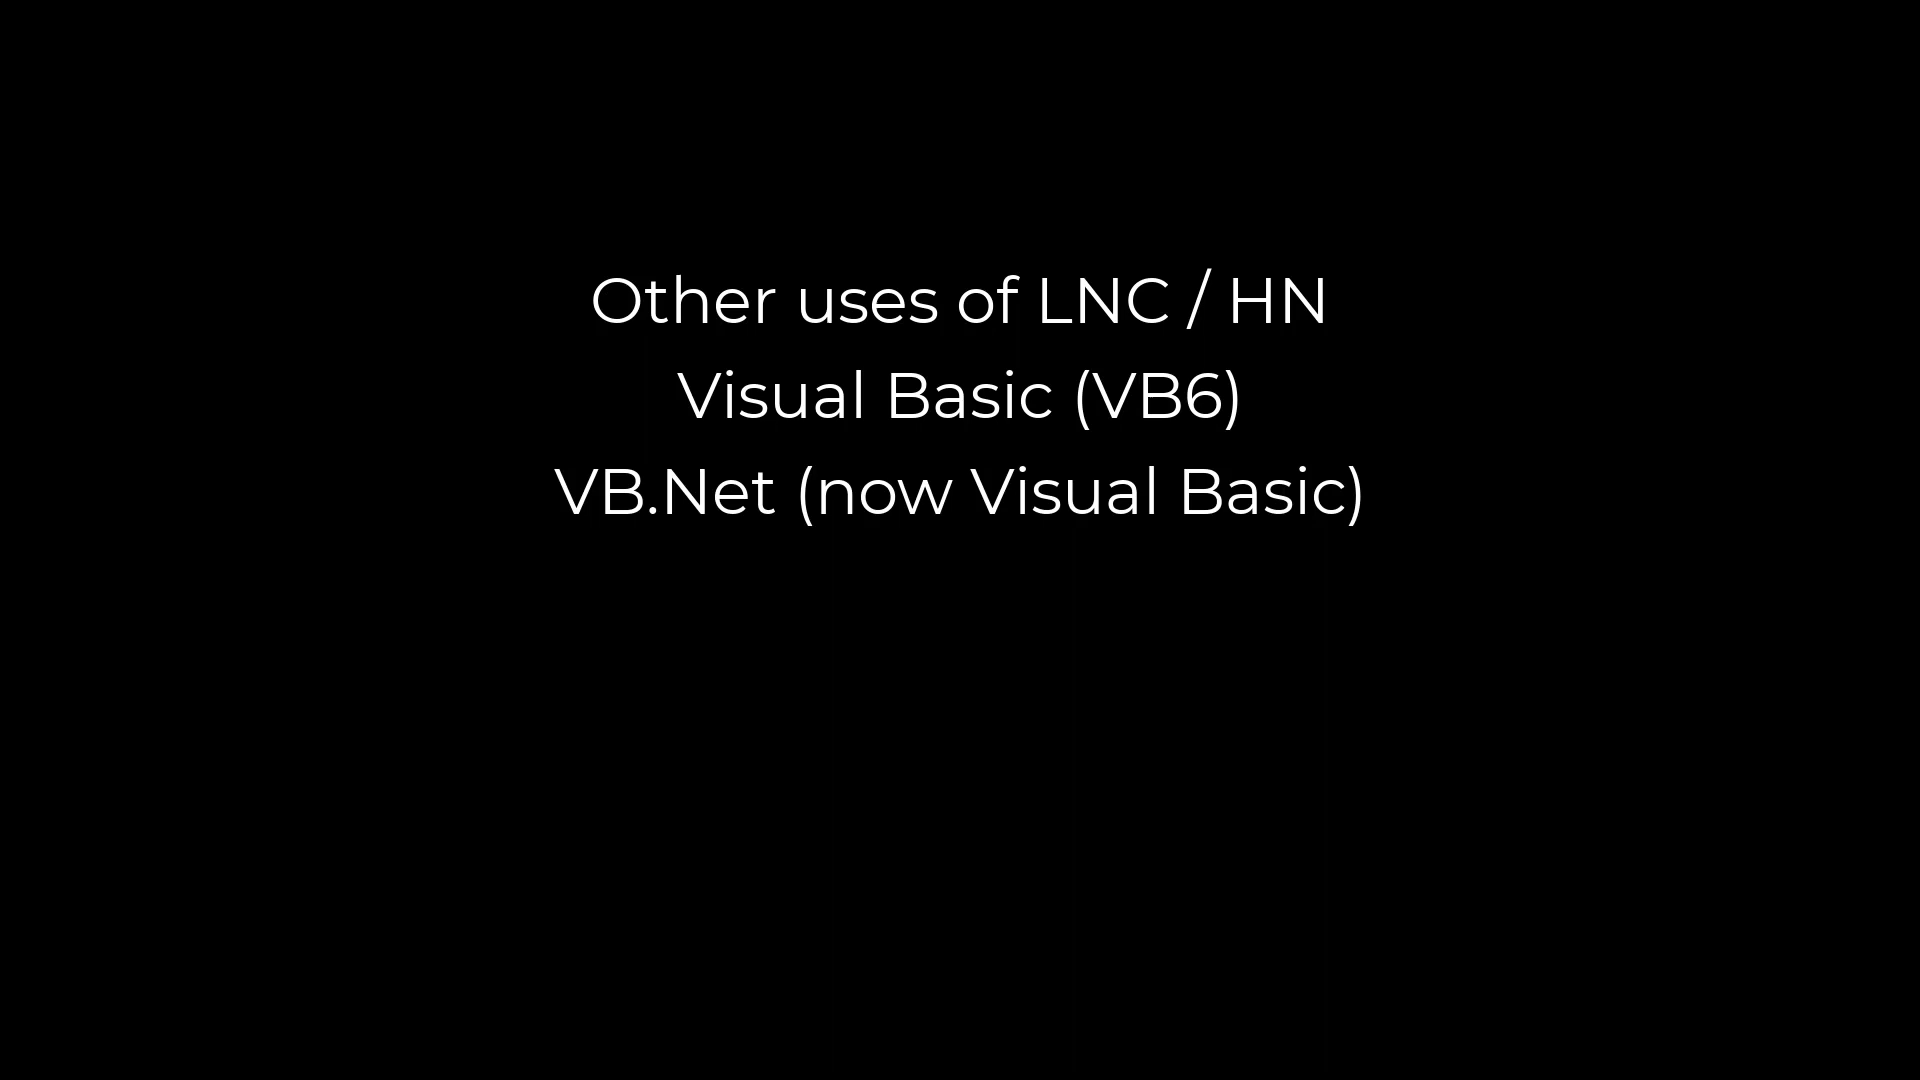 Other uses of LNC / HN
Visual Basic (VB6)
VB.Net (now Visual Basic)